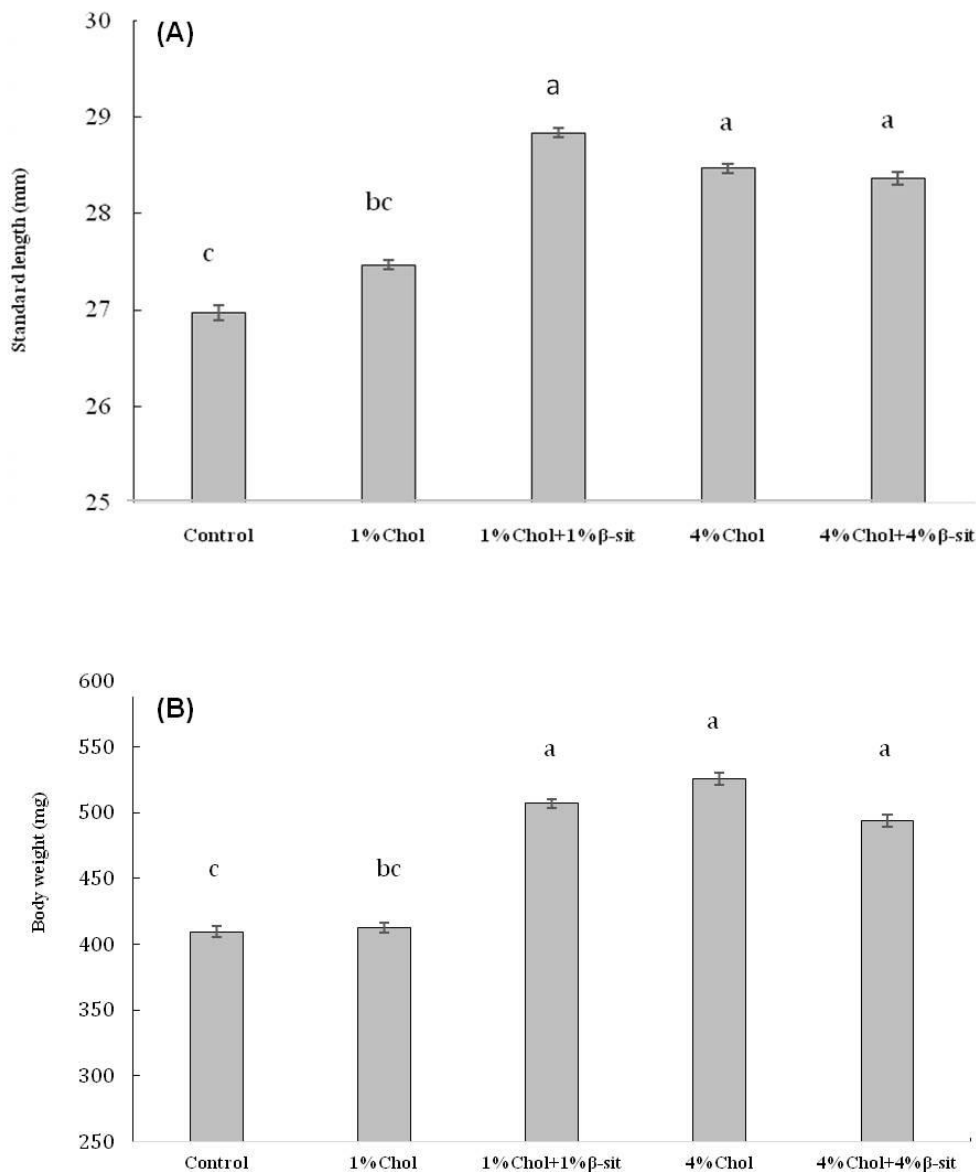 (A)
30
29
28
27
26
25
Standard length (mm)
c
bc
a
a
a
Control
1%Chol
1%Chol+1%β-sit
4%Chol
4%Chol+4%β-sit
(B)
600
550
500
450
400
350
300
250
Body weight (mg)
c
bc
a
a
a
Control
1%Chol
1%Chol+1%β-sit
4%Chol
4%Chol+4%β-sit